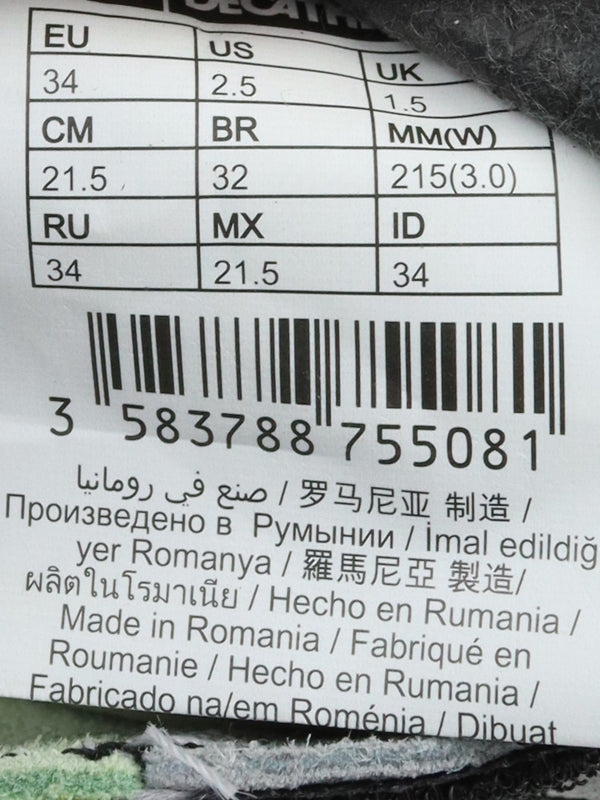 DECATH
EU US UK
34 2.5 1.5
CM BR MM(W)
21.5 32 215(3.0)
RU MX ID
34 21.5 34
3 583788 755081
صنع في رومانيا / 罗马尼亚 制造 /
Произведено в Румынии / İmal edildiğ
yer Romanya / 羅馬尼亞 製造/
ผลิตในโรมาเนีย / Hecho en Rumania /
Made in Romania / Fabriqué en
Roumanie / Hecho en Rumania /
Fabricado na/em Roménia / Dibuat